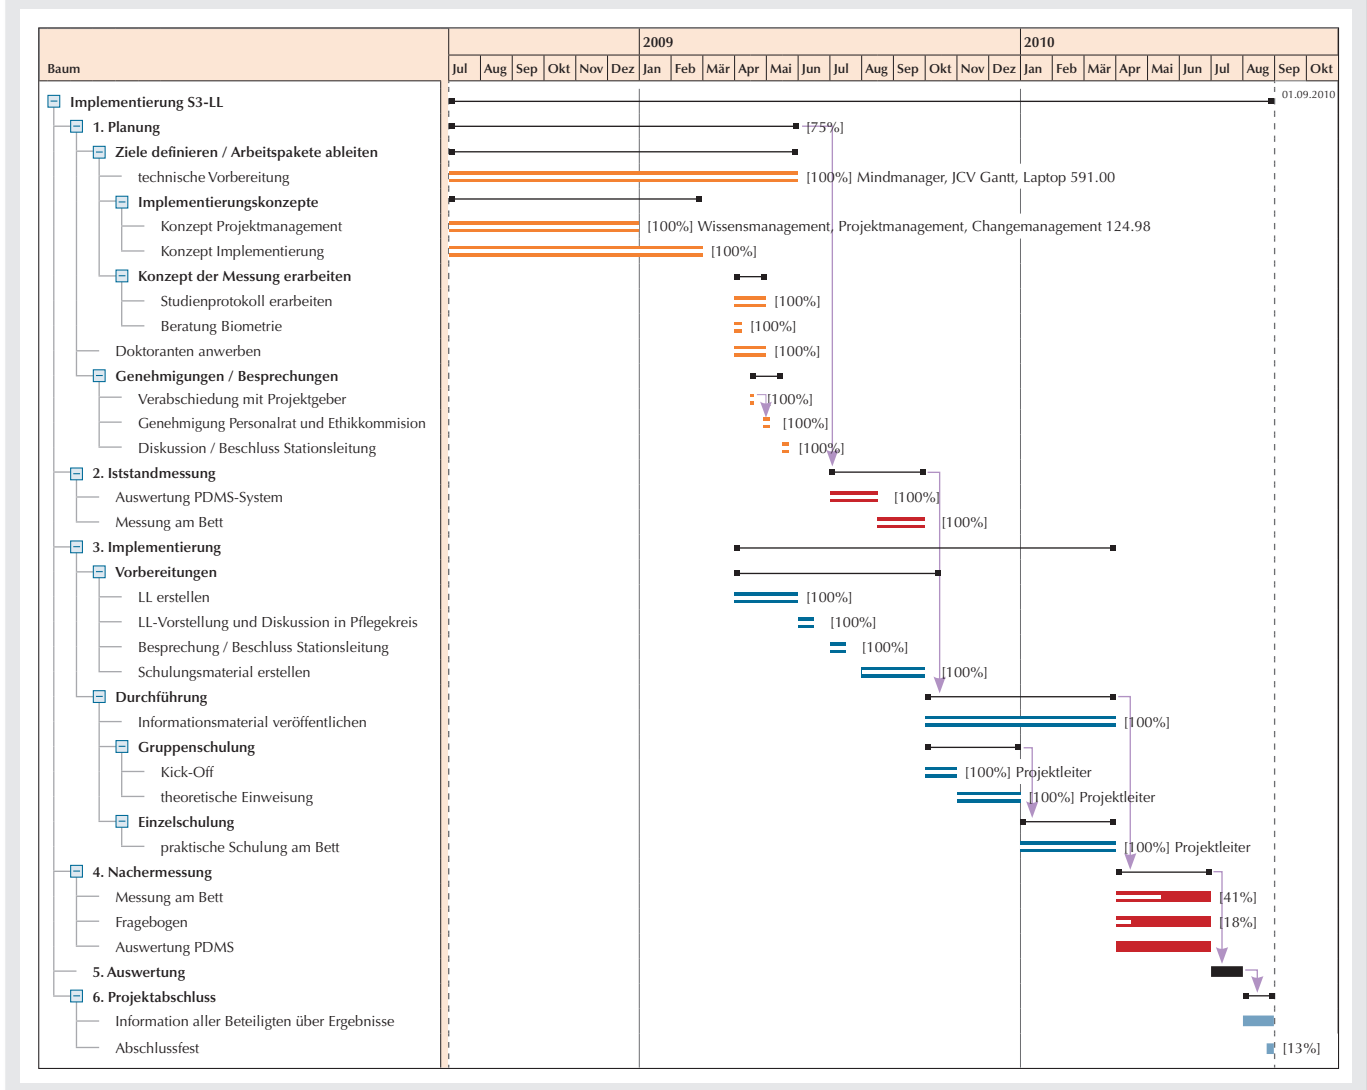 2009 2010
Baum Jul Aug Sep Okt Nov Dez Jan Feb Mär Apr Mai Jun Jul Aug Sep Okt Nov Dez Jan Feb Mär Apr Mai Jun Jul Aug Sep Okt
01.09.2010
Implementierung S3-LL
1. Planung [75%]
Ziele definieren / Arbeitspakete ableiten
technische Vorbereitung [100%] Mindmanager, JCV Gantt, Laptop 591.00
Implementierungskonzepte
Konzept Projektmanagement [100%] Wissensmanagement, Projektmanagement, Changemanagement 124.98
Konzept Implementierung [100%]
Konzept der Messung erarbeiten
Studienprotokoll erarbeiten [100%]
Beratung Biometrie [100%]
Doktoranten anwerben [100%]
Genehmigungen / Besprechungen
Verabschiedung mit Projektgeber [100%]
Genehmigung Personalrat und Ethikkommision [100%]
Diskussion / Beschluss Stationsleitung [100%]
2. Iststandmessung
Auswertung PDMS-System [100%]
Messung am Bett [100%]
3. Implementierung
Vorbereitungen
LL erstellen [100%]
LL-Vorstellung und Diskussion in Pflegekreis [100%]
Besprechung / Beschluss Stationsleitung [100%]
Schulungsmaterial erstellen [100%]
Durchführung
Informationsmaterial veröffentlichen [100%]
Gruppenschulung
Kick-Off [100%] Projektleiter
theoretische Einweisung [100%] Projektleiter
Einzelschulung
praktische Schulung am Bett [100%] Projektleiter
4. Nachermessung
Messung am Bett [41%]
Fragebogen [18%]
Auswertung PDMS
5. Auswertung
6. Projektabschluss
Information aller Beteiligten über Ergebnisse
Abschlussfest [13%]